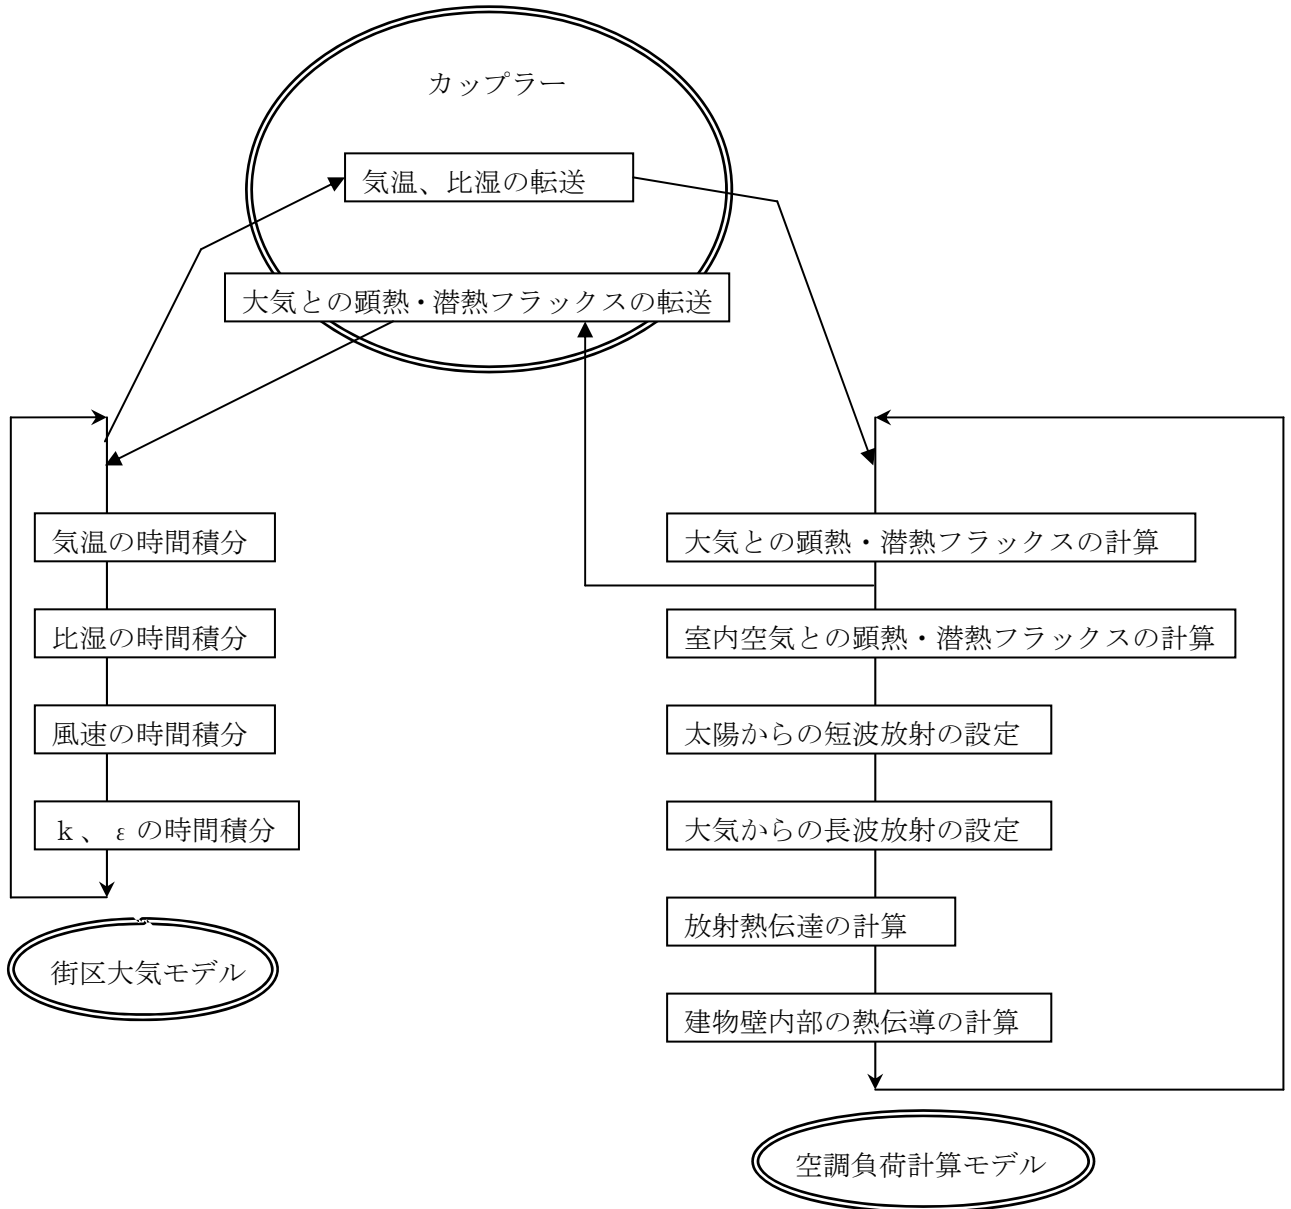 カップラー
気温、比湿の転送
大気との顕熱・潜熱フラックスの転送
気温の時間積分
比湿の時間積分
風速の時間積分
k、εの時間積分
街区大気モデル
大気との顕熱・潜熱フラックスの計算
室内空気との顕熱・潜熱フラックスの計算
太陽からの短波放射の設定
大気からの長波放射の設定
放射熱伝達の計算
建物壁内部の熱伝導の計算
空調負荷計算モデル